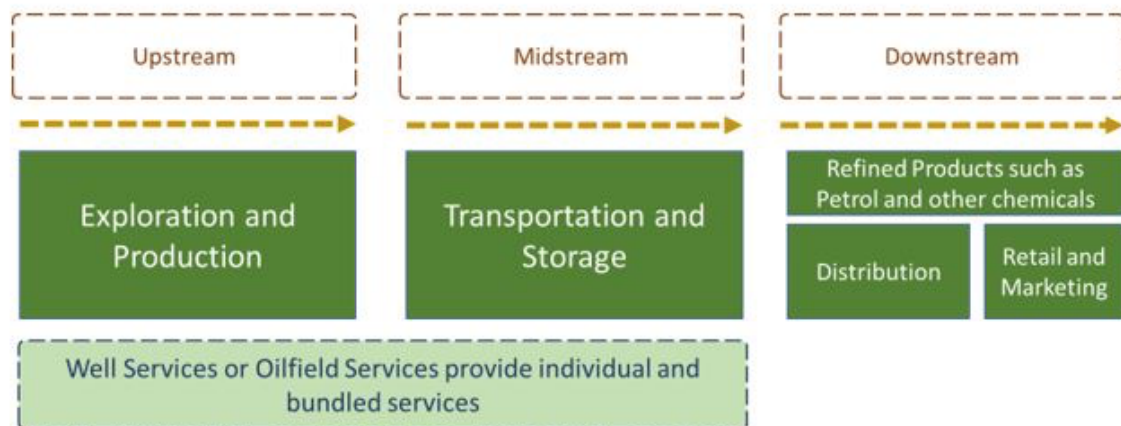 Upstream
Midstream
Downstream
Exploration and
Production
Transportation and
Storage
Refined Products such as
Petrol and other chemicals
Distribution
Retail and
Marketing
Well Services or Oilfield Services provide individual and
bundled services